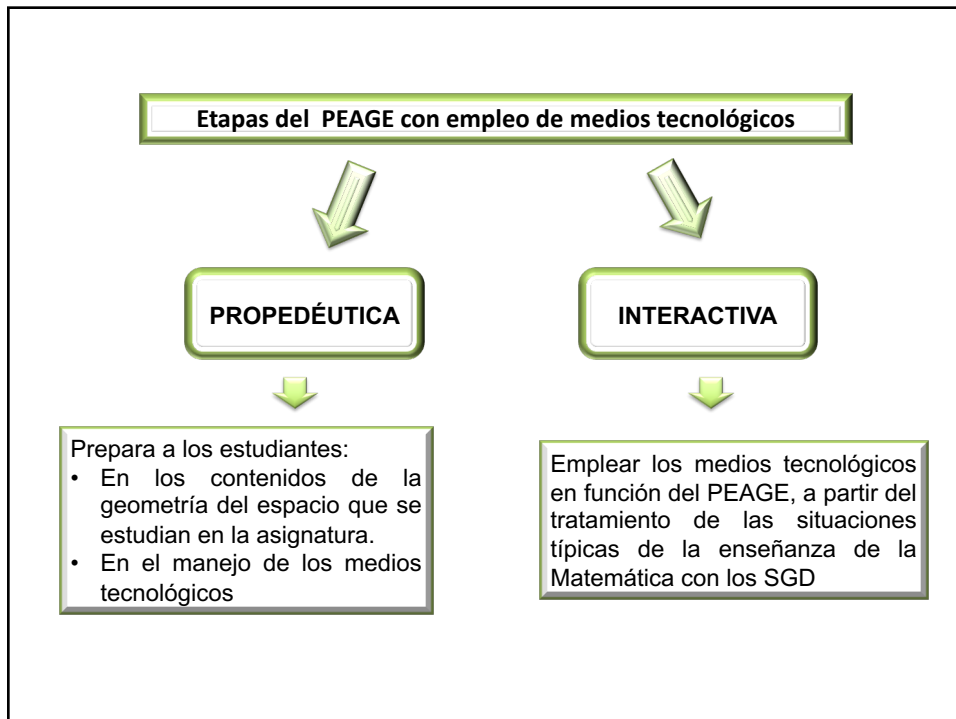 Etapas del PEAGE con empleo de medios tecnológicos
PROPEDÉUTICA
INTERACTIVA
Prepara a los estudiantes:
• En los contenidos de la
geometría del espacio que se
estudian en la asignatura.
• En el manejo de los medios
tecnológicos
Emplear los medios tecnológicos
en función del PEAGE, a partir del
tratamiento de las situaciones
típicas de la enseñanza de la
Matemática con los SGD